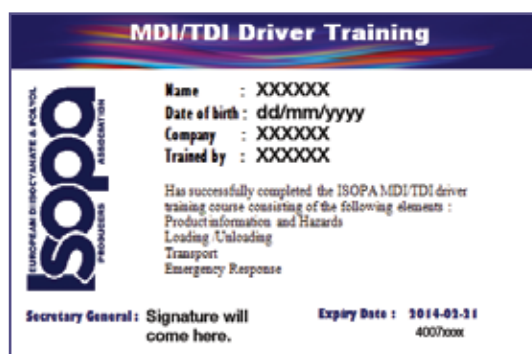 MDI/TDI Driver Training
EUROPEAN DIISOCYANATE & POLYOL
isopa
PRODUCERS ASSOCIATION
Name : XXXXXX
Date of birth : dd/mm/yyyy
Company : XXXXXX
Trained by : XXXXXX
Has successfully completed the ISOPA MDI/TDI driver
training course consisting of the following elements :
Product information and Hazards
Loading /Unloading
Transport
Emergency Response
Secretary General : Signature will
come here.
Expiry Date : 2014-02-21
4007xxxx